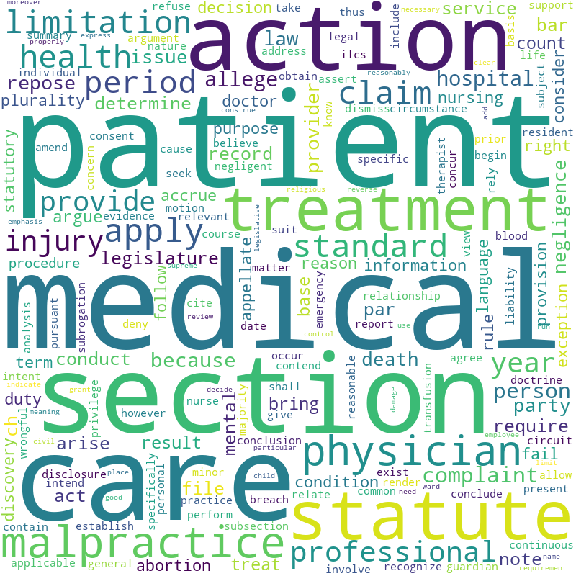 moreover
limitation
action
decision
refuse
take
thus
legal
include
necessary
basis
support
summary
argument
law
service
express
nature
address
ilcs
bar
health
issue
obtain
assert
count
life
individual
reasonably
repose
period
allege
hospital
subject
plurality
determine
doctor
claim
dismiss
circumstance
nursing
consider
resident
patient
statutory
amend
consent
purpose
believe
provider
knew
prior
right
concern
cause
seek
negligent
record
specific
therapist
concur
begin
rely
provide
accrue
treatment
argue
evidence
motion
relevant
religious
reverse
emphasis
negligence
injury
apply
course
suit
standard
view
procedure
legislature
follow
appellate
reason
information
blood
language
analysis
pursuant
subrogation
cite
matter
base
emergency
relationship
par
rule
liability
provision
exception
deny
date
report
use
medical
intent
term
conduct
because
occur
contend
death
agree
year
doctrine
duty
wrongful
privilege
nurse
decide
majority
shall
reasonable
transfusion
person
party
section
discovery
however
mental
bring
require
circuit
meaning
arise
result
conclusion
physician
fail
civil
disclosure
place
particular
specifically
minor
intend
act
good
personal
file
child
complaint
care
condition
exist
render
employee
allow
contain
practice
breach
relate
common
need
word
conclude
present
establish
perform
subsection
statute
malpractice
professional
note
continuous
applicable
general
abortion
treat
involve
recognize
guardian
name